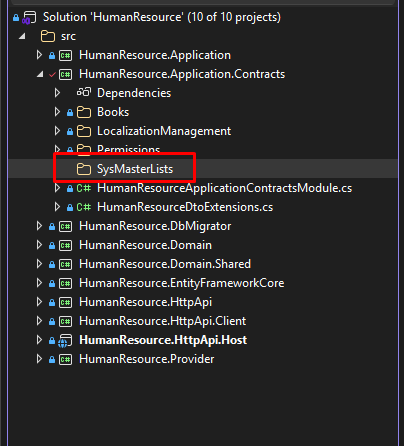 Solution 'HumanResource' (10 of 10 projects)
src
C# HumanResource.Application
C# HumanResource.Application.Contracts
Dependencies
Books
LocalizationManagement
Permissions
SysMasterLists
C# HumanResourceApplicationContractsModule.cs
C# HumanResourceDtoExtensions.cs
C# HumanResource.DbMigrator
C# HumanResource.Domain
C# HumanResource.Domain.Shared
C# HumanResource.EntityFrameworkCore
C# HumanResource.HttpApi
C# HumanResource.HttpApi.Client
HumanResource.HttpApi.Host
C# HumanResource.Provider